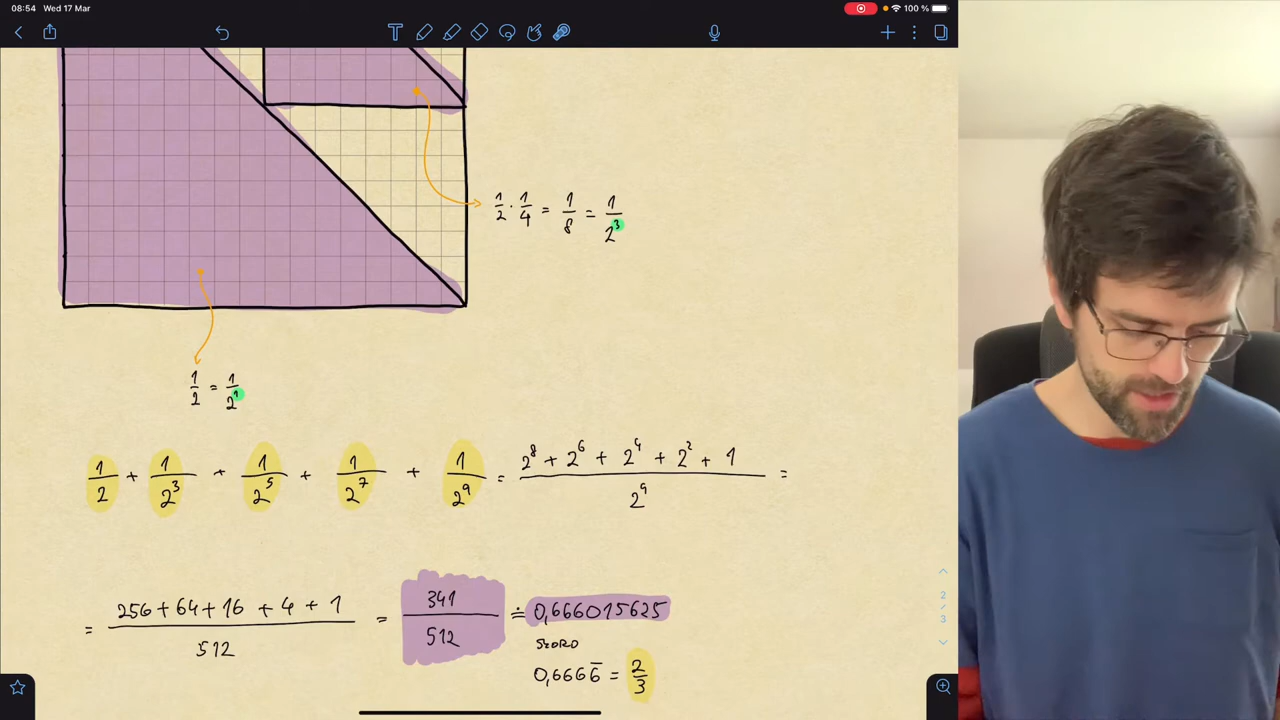 08:54 Wed 17 Mar
100 %
T
1/2 · 1/4 = 1/8 = 1/2³
1/2 = 1/2¹
1/2 + 1/2³ + 1/2⁵ + 1/2⁷ + 1/2⁹ = (2⁸ + 2⁶ + 2⁴ + 2² + 1)/2⁹ =
= (256 + 64 + 16 + 4 + 1)/512 = 341/512 ≐ 0,666015625
SKORO
0,6666̅ = 2/3
2
/
3